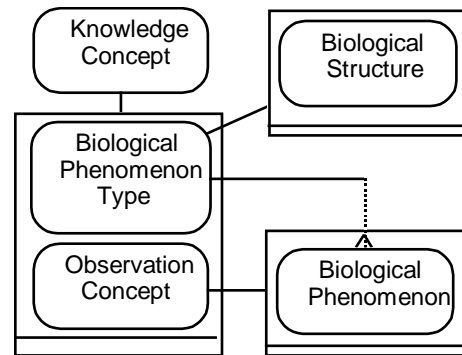 Knowledge
Concept
Biological
Structure
Biological
Phenomenon
Type
Observation
Concept
Biological
Phenomenon